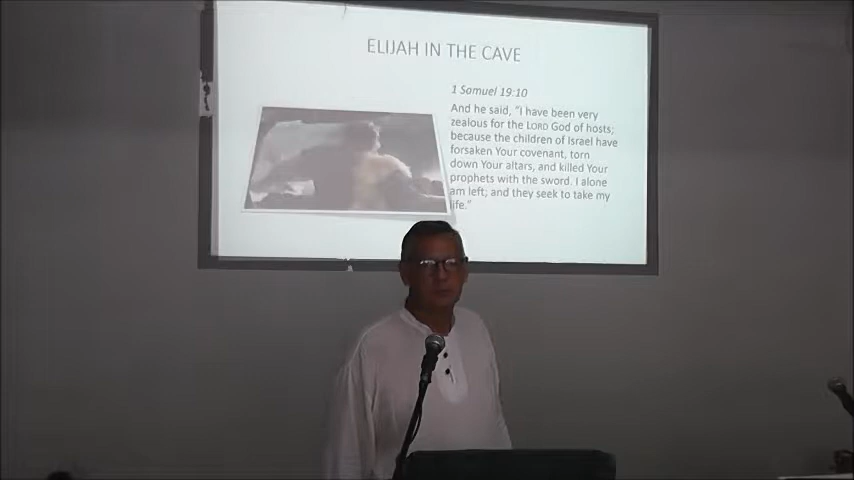 ELIJAH IN THE CAVE
1 Samuel 19:10
And he said, "I have been very
zealous for the LORD God of hosts;
because the children of Israel have
forsaken Your covenant, torn
down Your altars, and killed Your
prophets with the sword. I alone
am left; and they seek to take my
life."